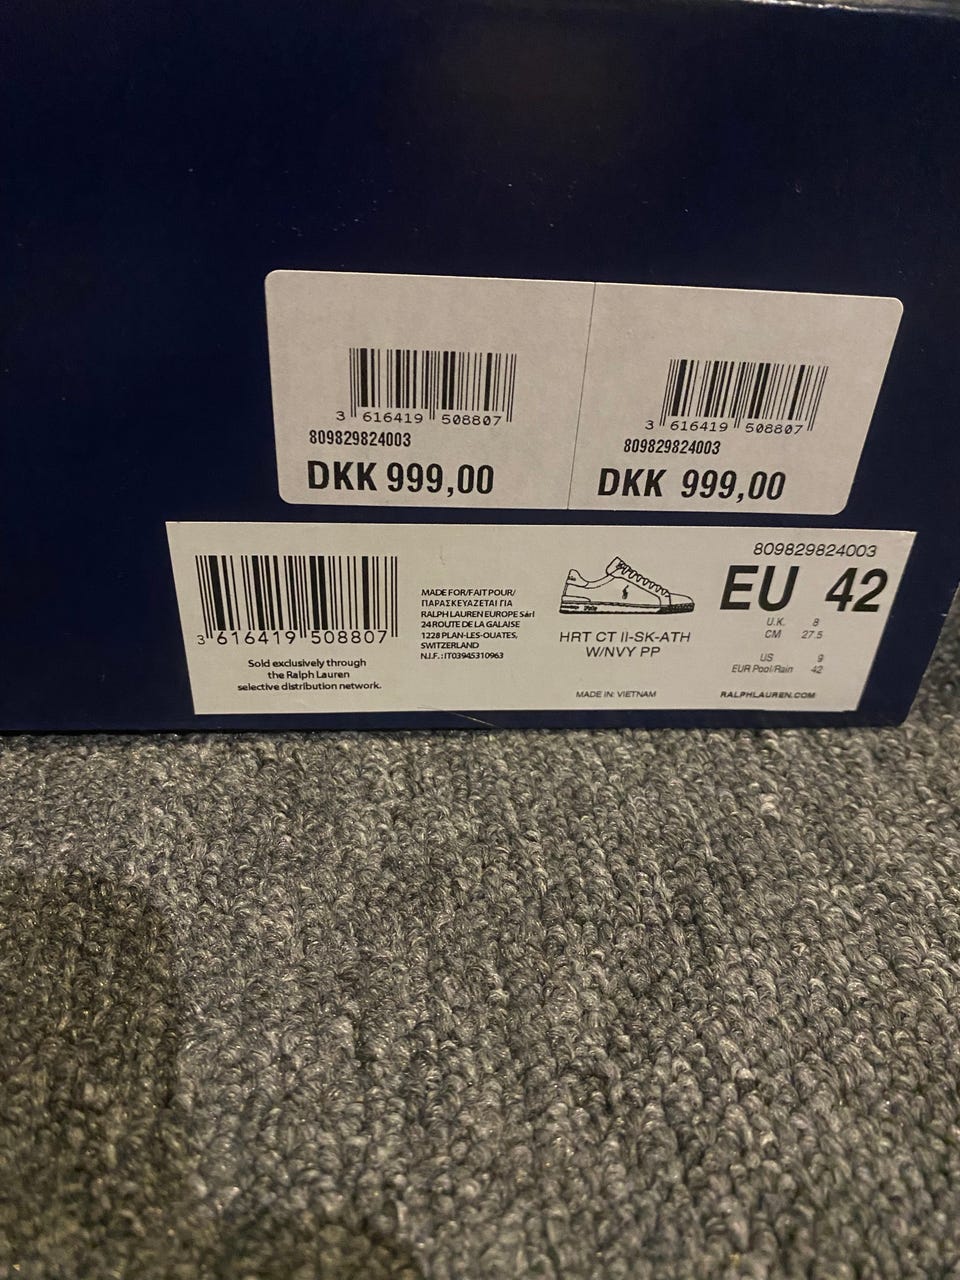 3 616419 508807
809829824003
DKK 999,00
3 616419 508807
809829824003
DKK 999,00
3 616419 508807
Sold exclusively through
the Ralph Lauren
selective distribution network.
MADE FOR/FAIT POUR/
ΠΑΡΑΣΚΕΥΑΖΕΤΑΙ ΓΙΑ
RALPH LAUREN EUROPE Sàrl
24 ROUTE DE LA GALAISE
1228 PLAN-LES-OUATES,
SWITZERLAND
N.I.F. : IT03945310963
HRT CT II-SK-ATH
W/NVY PP
MADE IN: VIETNAM
809829824003
EU 42
U.K. 8
CM 27.5
US 9
EUR Pool/Rain 42
RALPHLAUREN.COM